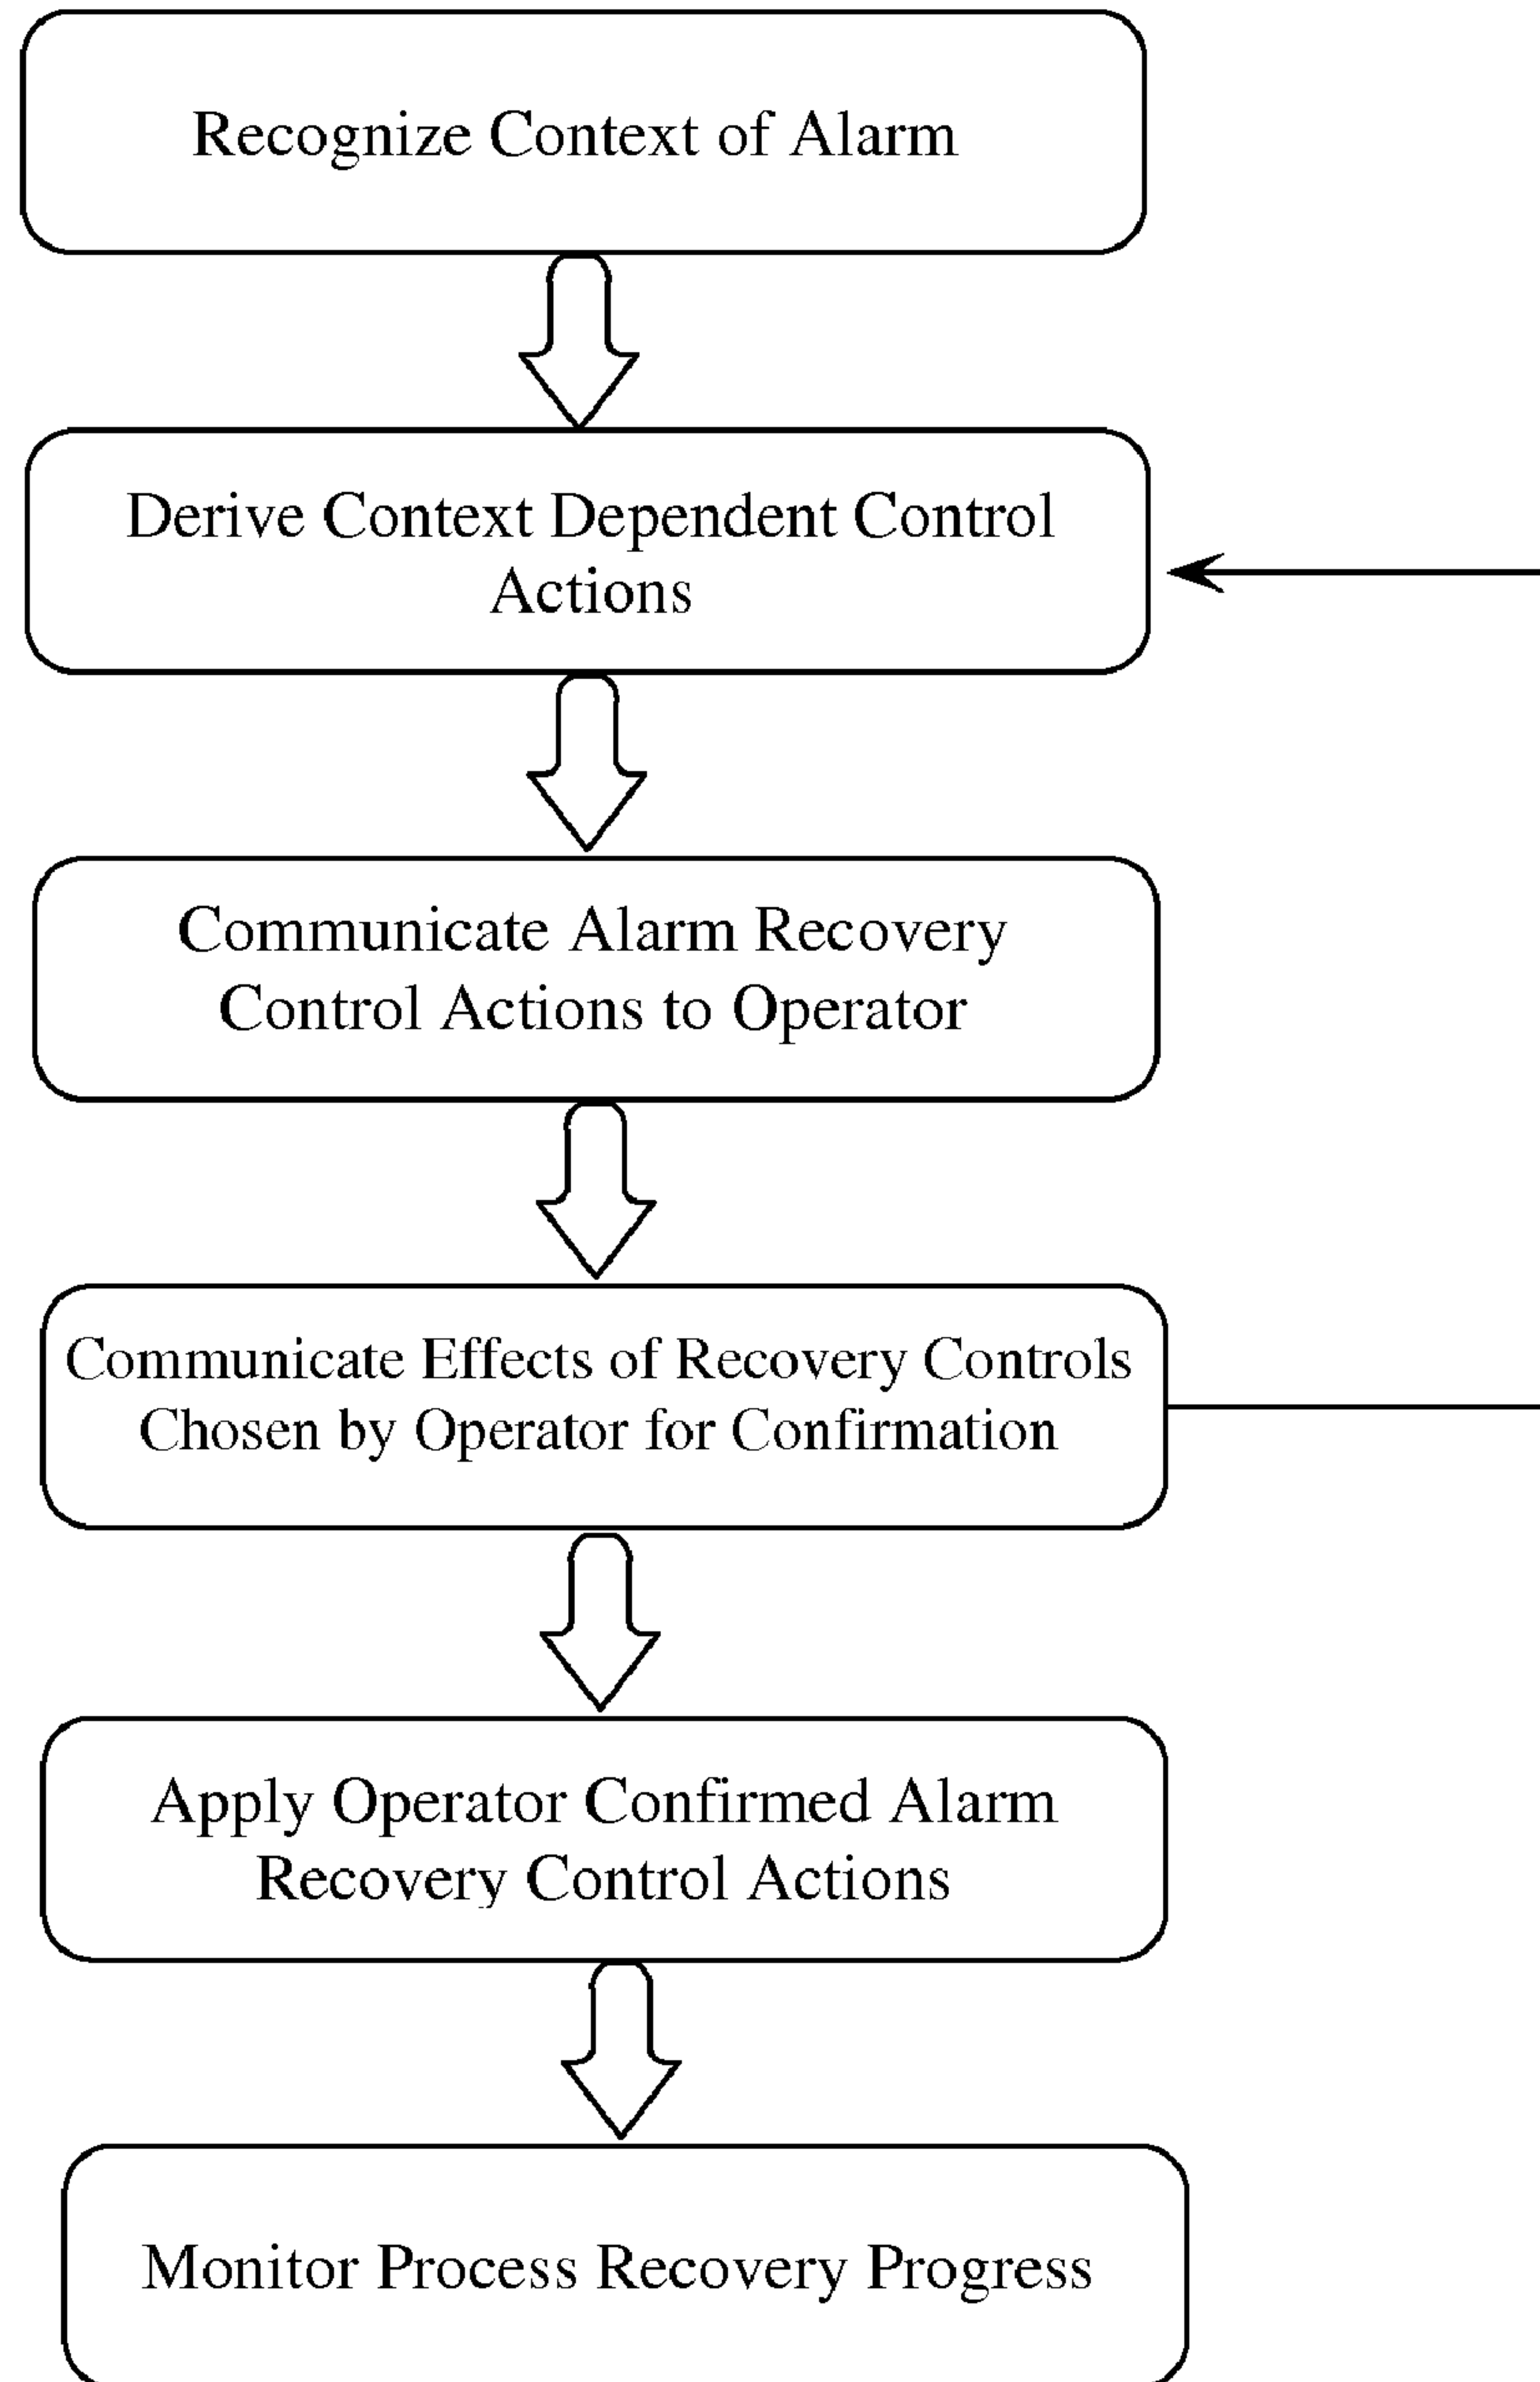 Recognize Context of Alarm
Derive Context Dependent Control
Actions
Communicate Alarm Recovery
Control Actions to Operator
Communicate Effects of Recovery Controls
Chosen by Operator for Confirmation
Apply Operator Confirmed Alarm
Recovery Control Actions
Monitor Process Recovery Progress